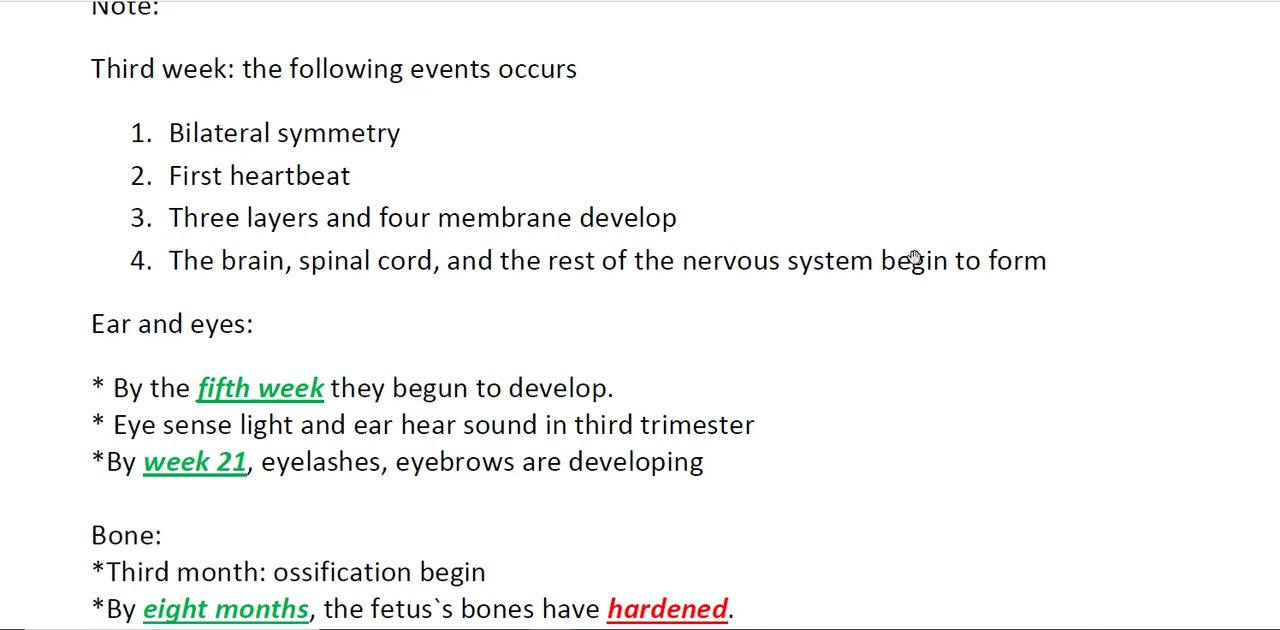 Note:
Third week: the following events occurs
1. Bilateral symmetry
2. First heartbeat
3. Three layers and four membrane develop
4. The brain, spinal cord, and the rest of the nervous system begin to form
Ear and eyes:
* By the fifth week they begun to develop.
* Eye sense light and ear hear sound in third trimester
*By week 21, eyelashes, eyebrows are developing
Bone:
*Third month: ossification begin
*By eight months, the fetus`s bones have hardened.